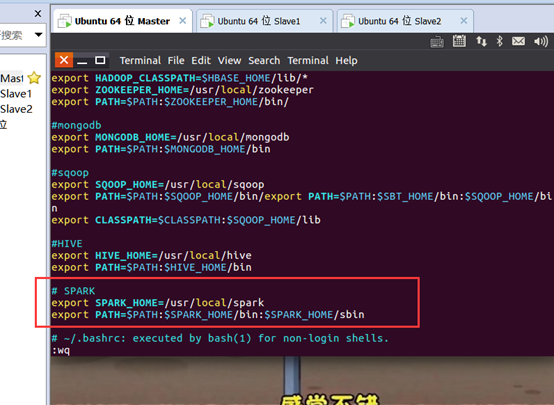 Ubuntu 64 位 Master × Ubuntu 64 位 Slave1 × Ubuntu 64 位 Slave2 ×
搜索
Terminal File Edit View Search Terminal Help
Mast
Slave1
Slave2
位
export HADOOP_CLASSPATH=$HBASE_HOME/lib/*
export ZOOKEEPER_HOME=/usr/local/zookeeper
export PATH=$PATH:$ZOOKEEPER_HOME/bin/
#mongodb
export MONGODB_HOME=/usr/local/mongodb
export PATH=$PATH:$MONGODB_HOME/bin
#sqoop
export SQOOP_HOME=/usr/local/sqoop
export PATH=$PATH:$SQOOP_HOME/bin/export PATH=$PATH:$SBT_HOME/bin:$SQOOP_HOME/bi
n
export CLASSPATH=$CLASSPATH:$SQOOP_HOME/lib
#HIVE
export HIVE_HOME=/usr/local/hive
export PATH=$PATH:$HIVE_HOME/bin
# SPARK
export SPARK_HOME=/usr/local/spark
export PATH=$PATH:$SPARK_HOME/bin:$SPARK_HOME/sbin
# ~/.bashrc: executed by bash(1) for non-login shells.
:wq
感觉不错